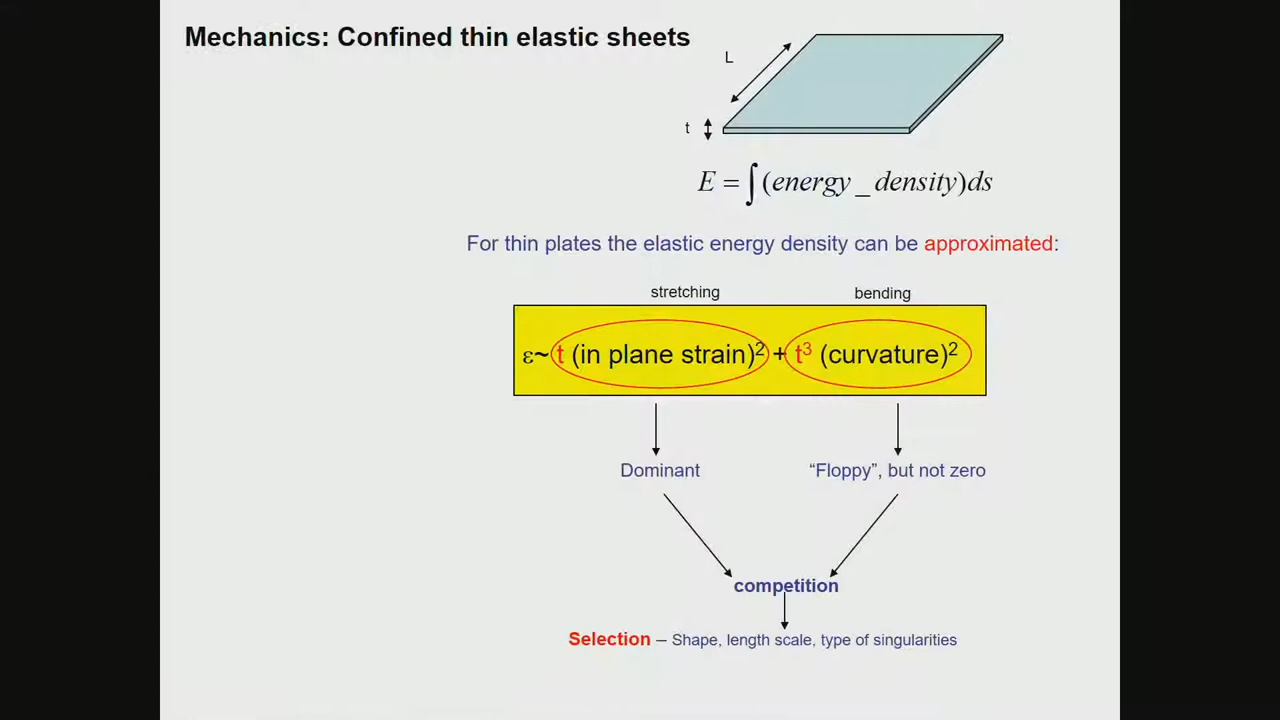 Mechanics: Confined thin elastic sheets
L
t
E = ∫(energy _ density)ds
For thin plates the elastic energy density can be approximated:
stretching bending
ε~ t (in plane strain)² + t³ (curvature)²
Dominant “Floppy”, but not zero
competition
Selection – Shape, length scale, type of singularities